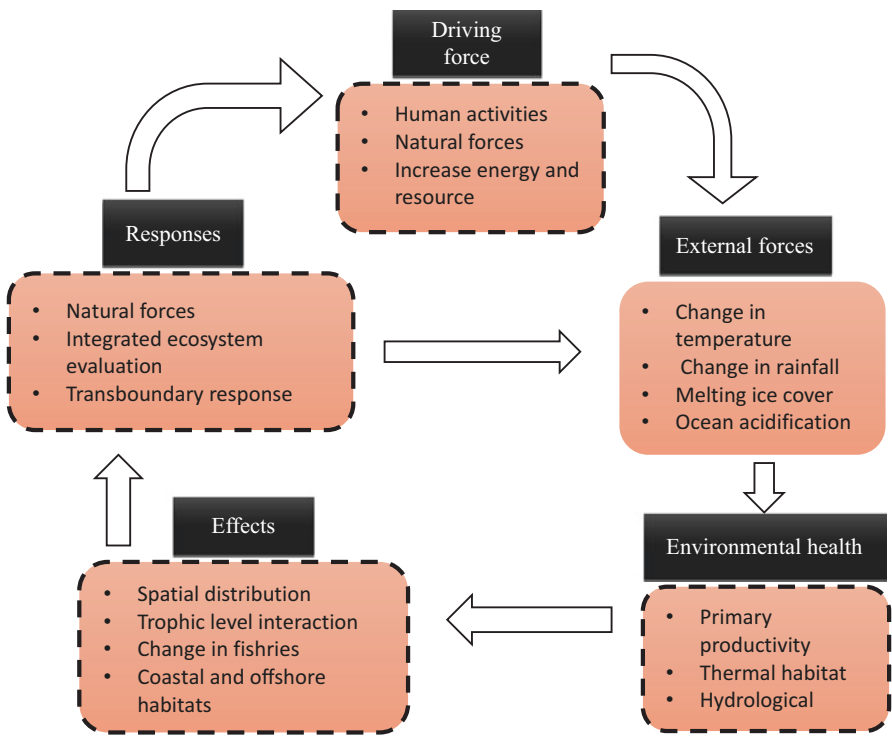 Driving
force
• Human activities
• Natural forces
• Increase energy and
resource
External forces
• Change in
temperature
• Change in rainfall
• Melting ice cover
• Ocean acidification
Environmental health
• Primary
productivity
• Thermal habitat
• Hydrological
Effects
• Spatial distribution
• Trophic level interaction
• Change in fishries
• Coastal and offshore
habitats
Responses
• Natural forces
• Integrated ecosystem
evaluation
• Transboundary response